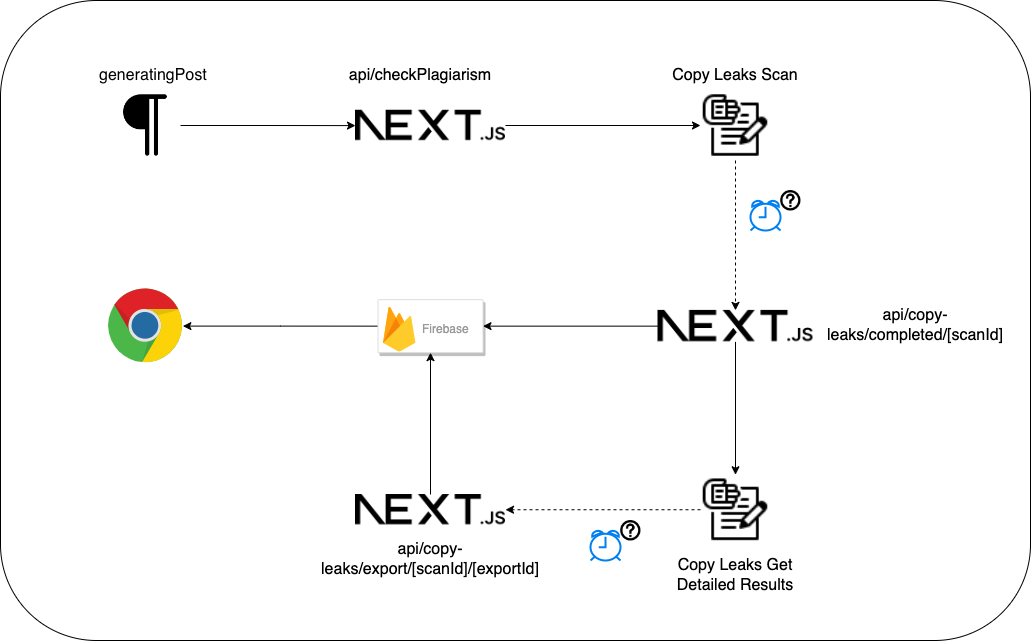 generatingPost
api/checkPlagiarism
Copy Leaks Scan
NEXT.JS
?
Firebase
NEXT.JS
api/copy-
leaks/completed/[scanId]
NEXT.JS
api/copy-
leaks/export/[scanId]/[exportId]
?
Copy Leaks Get
Detailed Results